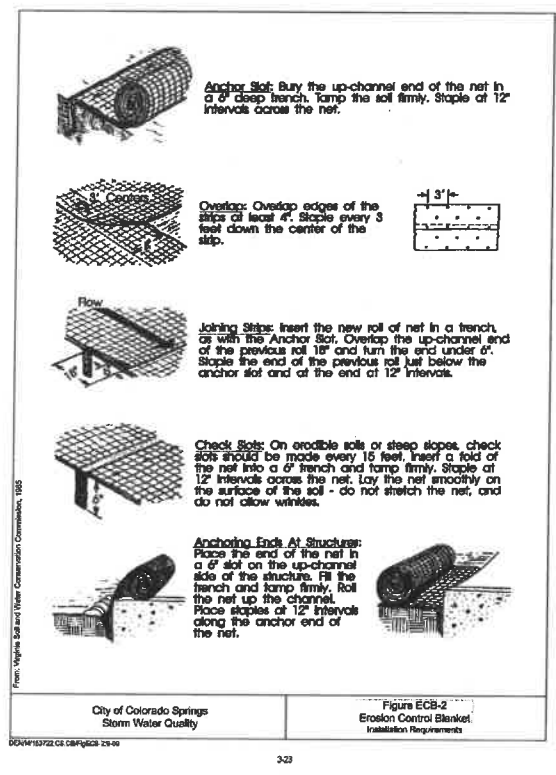 Anchor Slot: Bury the up-channel end of the net in
a 6" deep trench. Tamp the soil firmly. Staple at 12"
intervals across the net.
3' Centers
Overlap: Overlap edges of the
strips at least 4". Staple every 3
feet down the center of the
strip.
3'
Flow
Joining Strips: Insert the new roll of net in a trench,
as with the Anchor Slot. Overlap the up-channel end
of the previous roll 18" and turn the end under 6".
Staple the end of the previous roll just below the
anchor slot and at the end at 12" intervals.
Check Slots: On erodible soils or steep slopes, check
slots should be made every 15 feet. Insert a fold of
the net into a 6" trench and tamp firmly. Staple at
12" intervals across the net. Lay the net smoothly on
the surface of the soil - do not stretch the net, and
do not allow wrinkles.
Anchoring Ends At Structures:
Place the end of the net in
a 6" slot on the up-channel
side of the structure. Fill the
trench and tamp firmly. Roll
the net up the channel.
Place staples at 12" intervals
along the anchor end of
the net.
From: Virginia Soil and Water Conservation Commission, 1985
City of Colorado Springs
Storm Water Quality
Figure ECB-2
Erosion Control Blanket
Installation Requirements
3-23